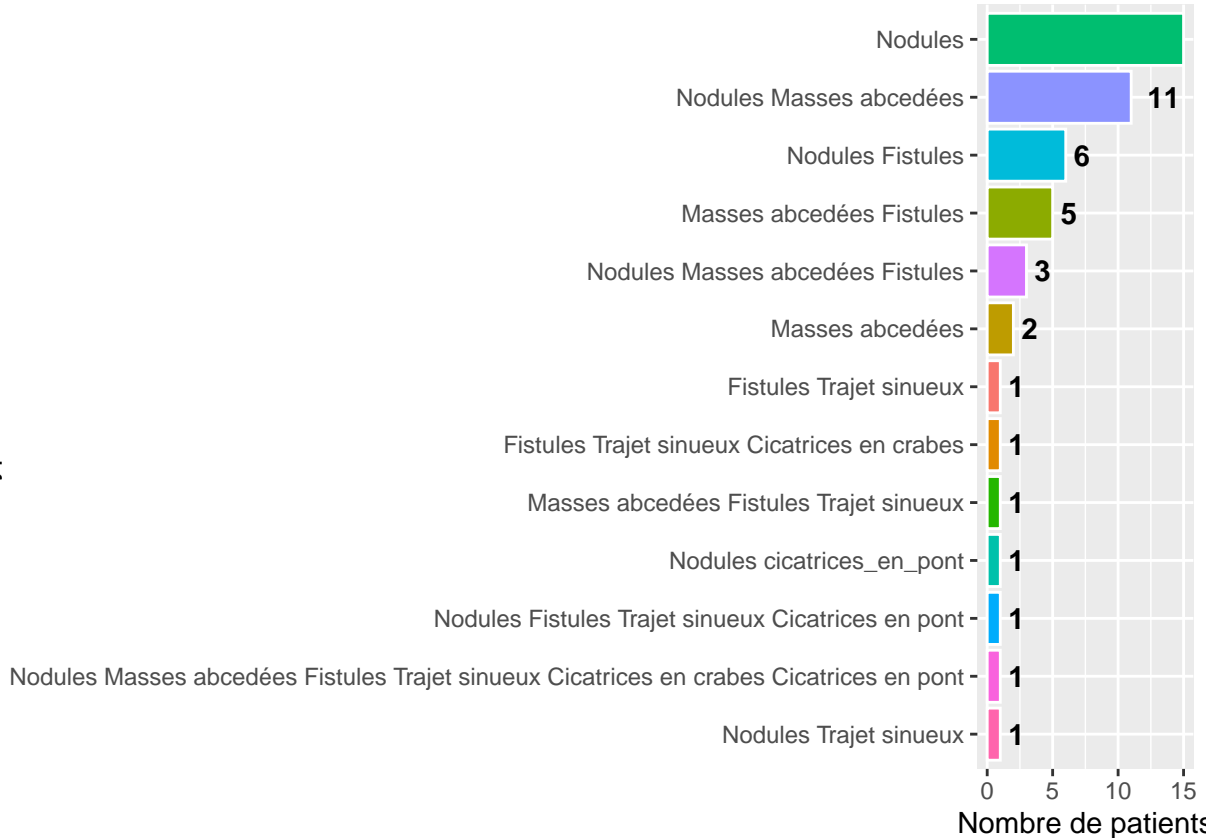 Nodules
Nodules Masses abcedées 11
Nodules Fistules 6
Masses abcedées Fistules 5
Nodules Masses abcedées Fistules 3
Masses abcedées 2
Fistules Trajet sinueux 1
Fistules Trajet sinueux Cicatrices en crabes 1
Masses abcedées Fistules Trajet sinueux 1
Nodules cicatrices_en_pont 1
Nodules Fistules Trajet sinueux Cicatrices en pont 1
Nodules Masses abcedées Fistules Trajet sinueux Cicatrices en crabes Cicatrices en pont 1
Nodules Trajet sinueux 1
0 5 10 15
Nombre de patients